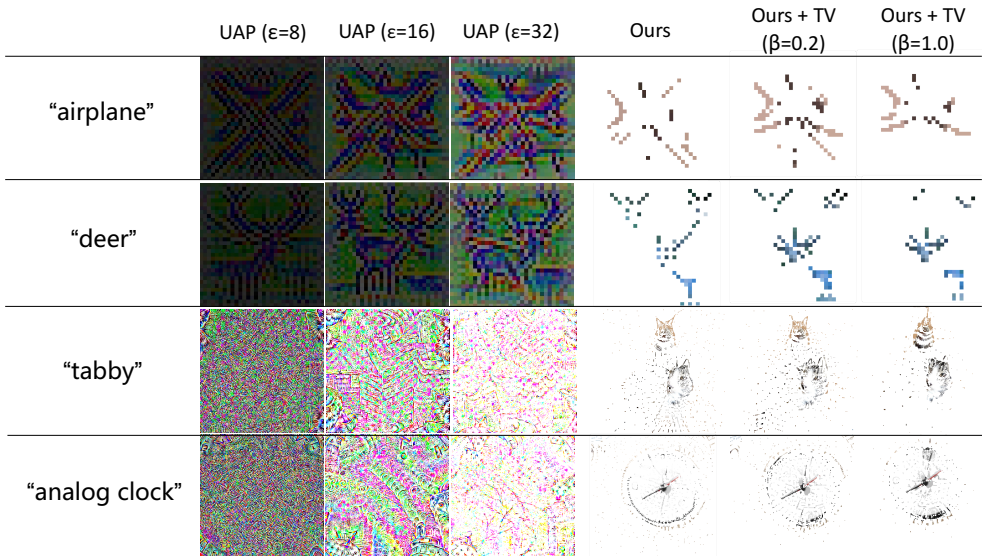 UAP (ε=8) UAP (ε=16) UAP (ε=32) Ours Ours + TV (β=0.2) Ours + TV (β=1.0)
“airplane”
“deer”
“tabby”
“analog clock”